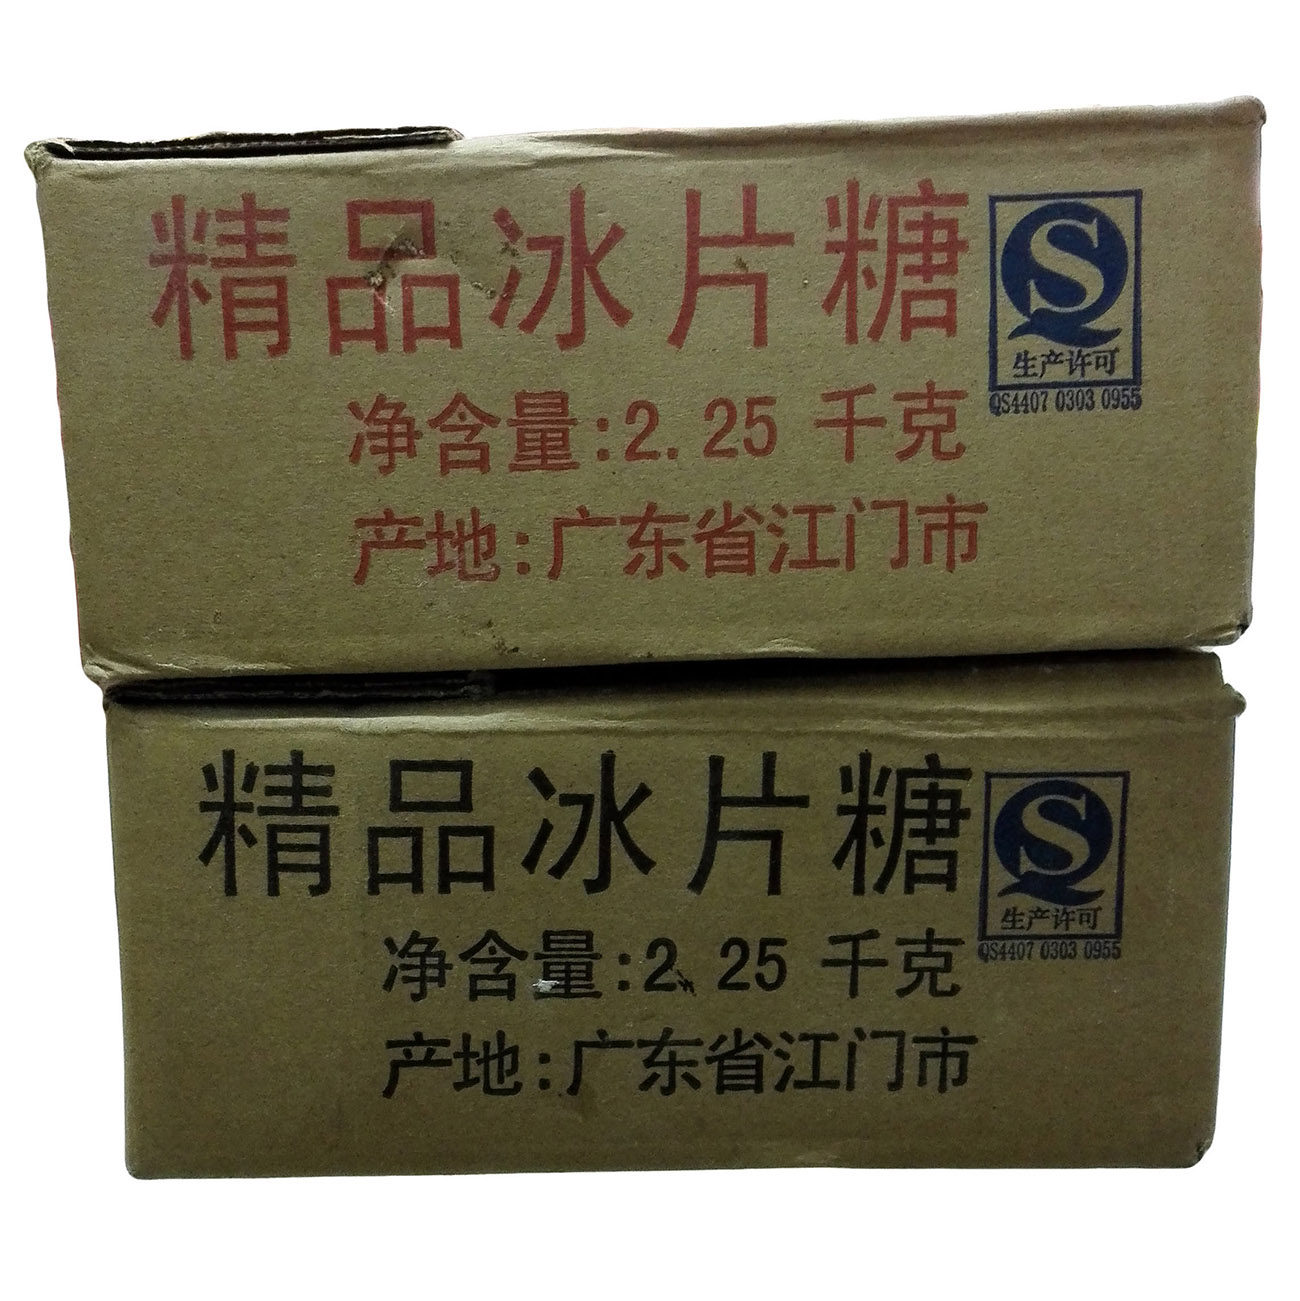 精品冰片糖
净含量:2.25 千克
产地:广东省江门市
QS
生产许可
QS4407 0303 0955
精品冰片糖
净含量:2.25 千克
产地:广东省江门市
QS
生产许可
QS4407 0303 0955